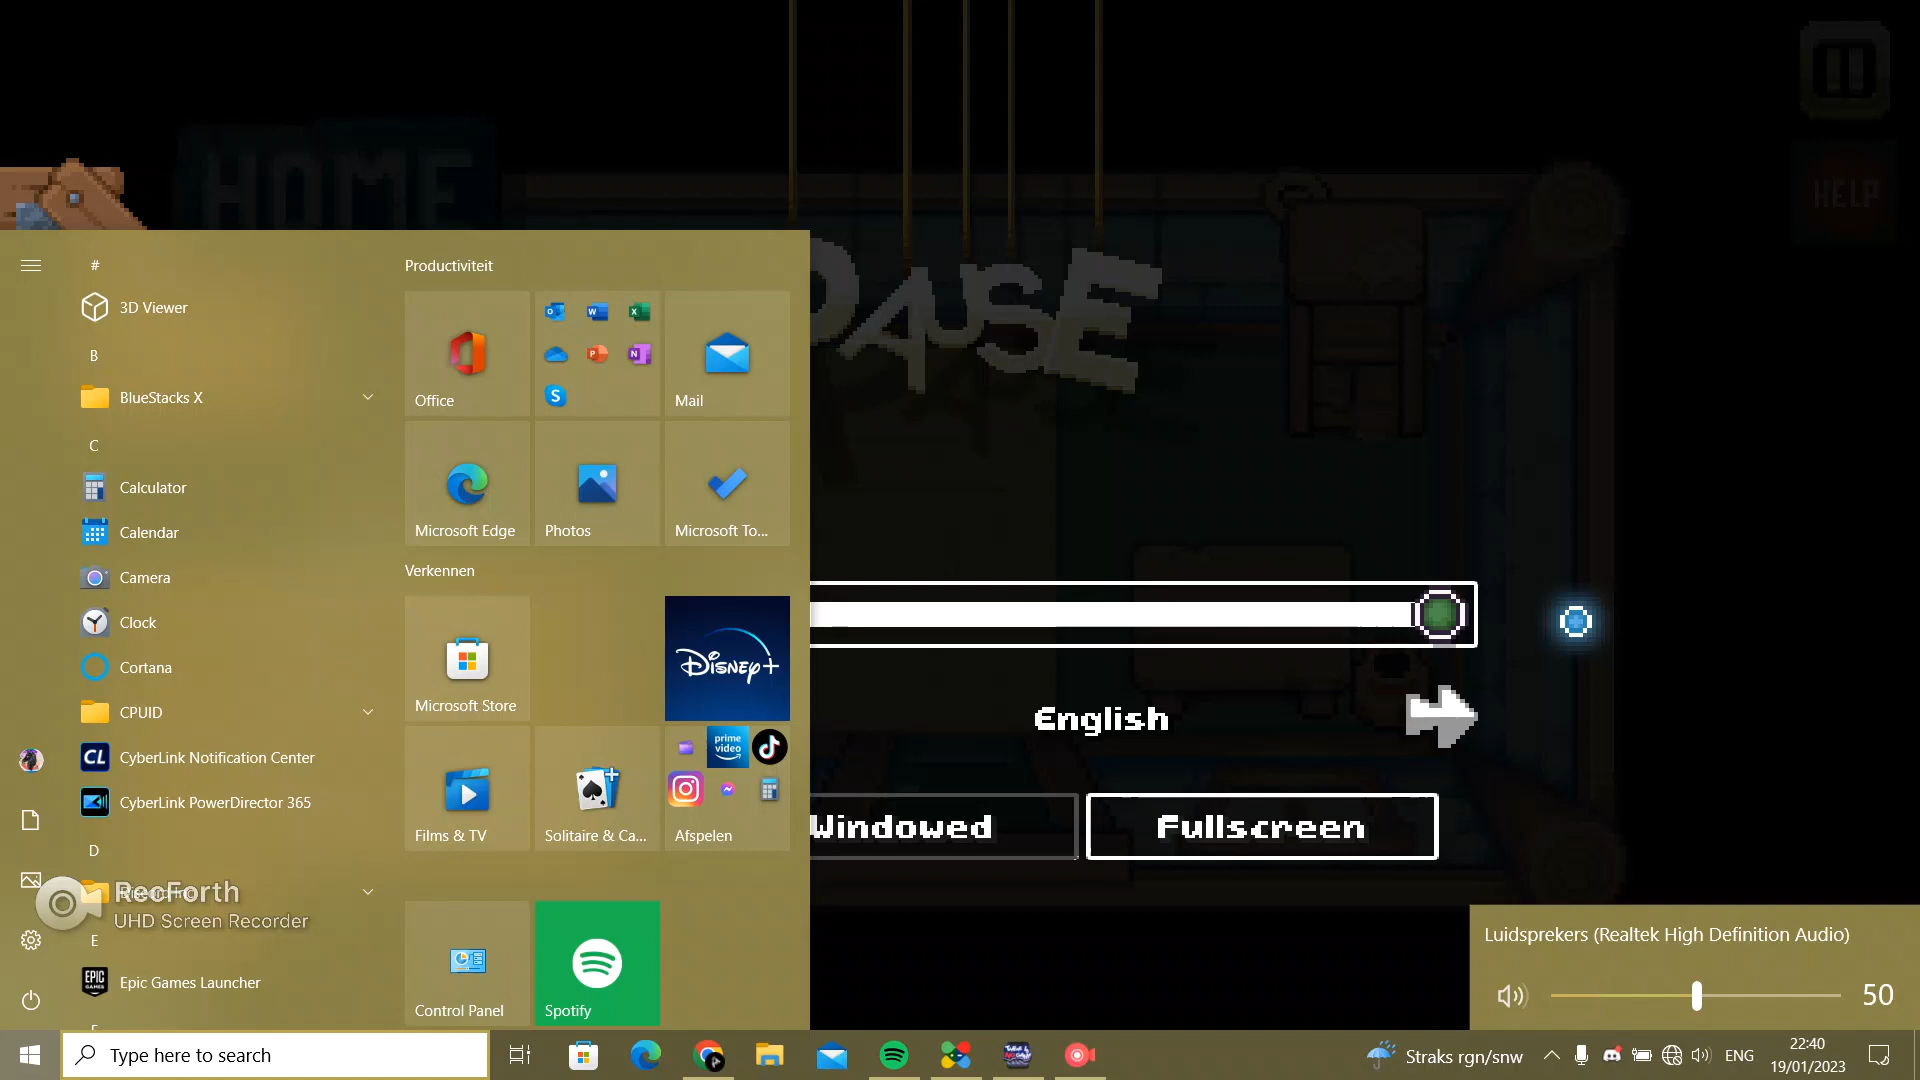 HOME
HELP
PAUSE
English
Windowed
Fullscreen
#
3D Viewer
B
BlueStacks X
C
Calculator
Calendar
Camera
Clock
Cortana
CPUID
CyberLink Notification Center
CyberLink PowerDirector 365
D
E
Epic Games Launcher
Productiviteit
Office
Mail
Microsoft Edge
Photos
Microsoft To...
Verkennen
Microsoft Store
Disney+
Films & TV
Solitaire & Ca...
prime video
Afspelen
Control Panel
Spotify
RecForth
UHD Screen Recorder
Luidsprekers (Realtek High Definition Audio)
50
Type here to search
Straks rgn/snw
ENG
22:40
19/01/2023